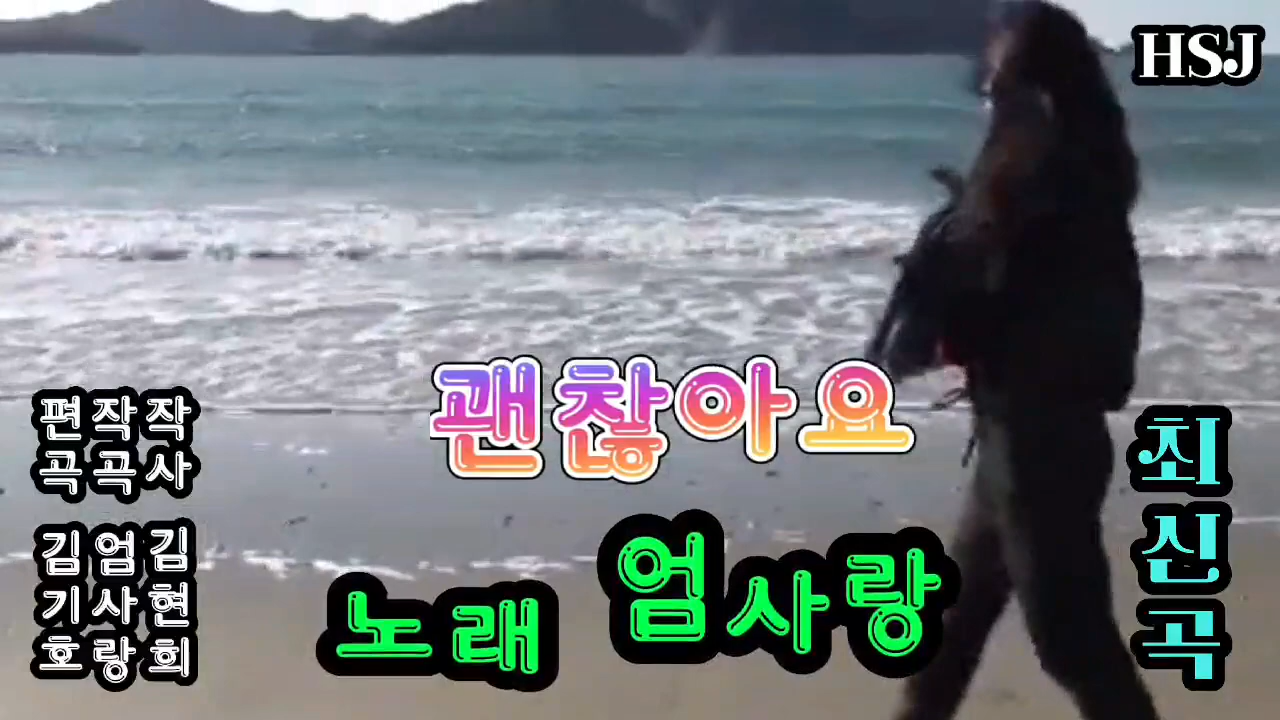 HSJ
괜찮아요
노래 엄사랑
작사 김현희
작곡 엄사랑
편곡 김기호
최신곡